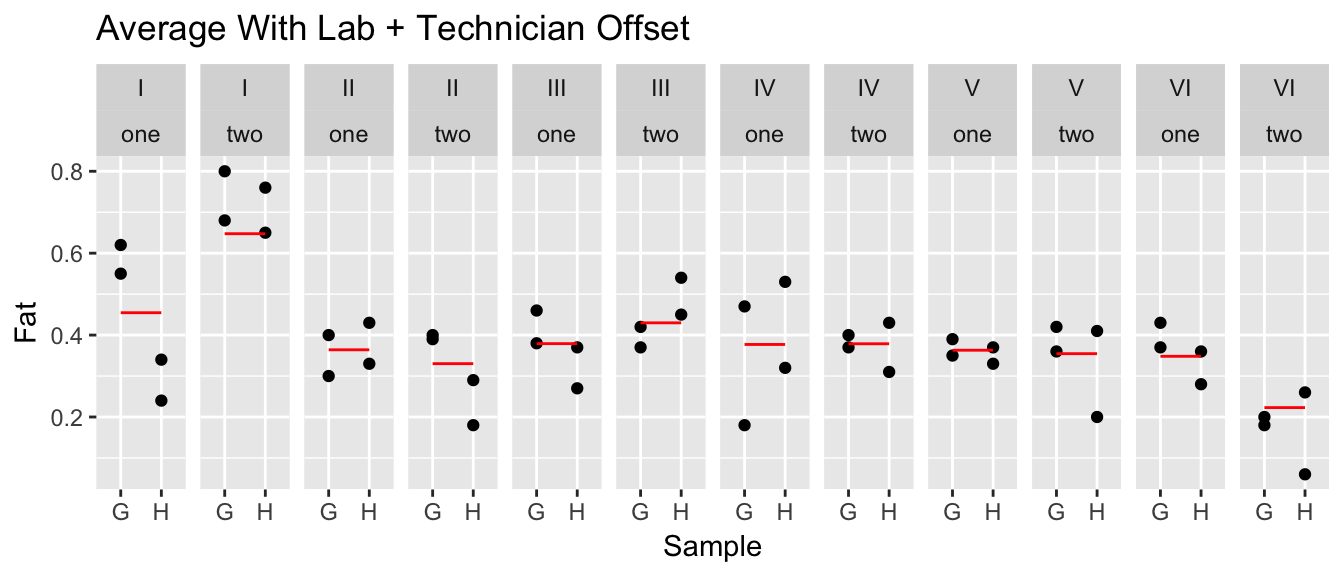 Average With Lab + Technician Offset
I I II II III III IV IV V V VI VI
one two one two one two one two one two one two
0.8
0.6
0.4
0.2
Fat
G H G H G H G H G H G H G H G H G H G H G H G H
Sample